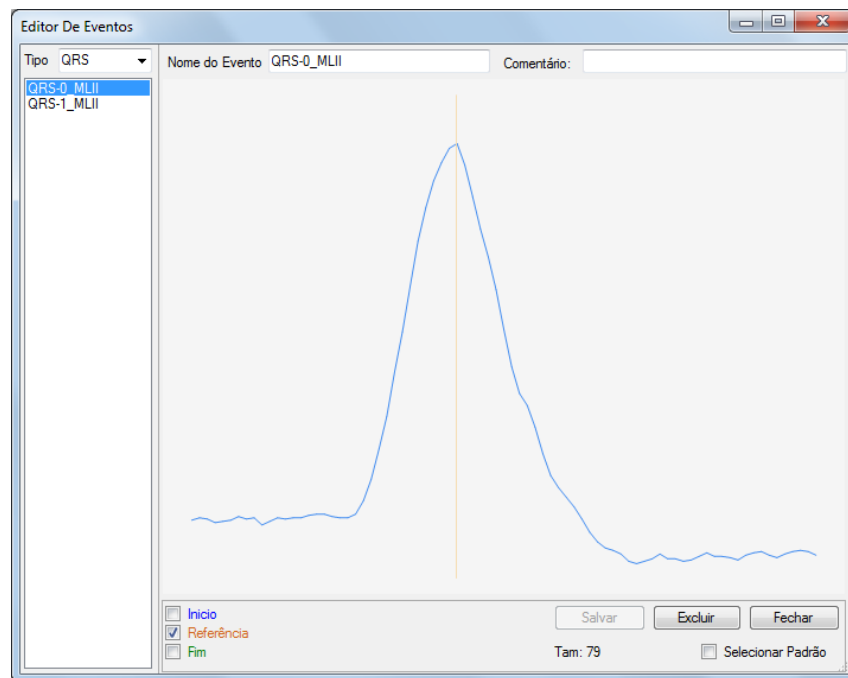 Editor De Eventos
Tipo QRS Nome do Evento QRS-0_MLII Comentário:
QRS-0_MLII
QRS-1_MLII
Inicio Salvar Excluir Fechar
Referência
Fim Tam: 79 Selecionar Padrão